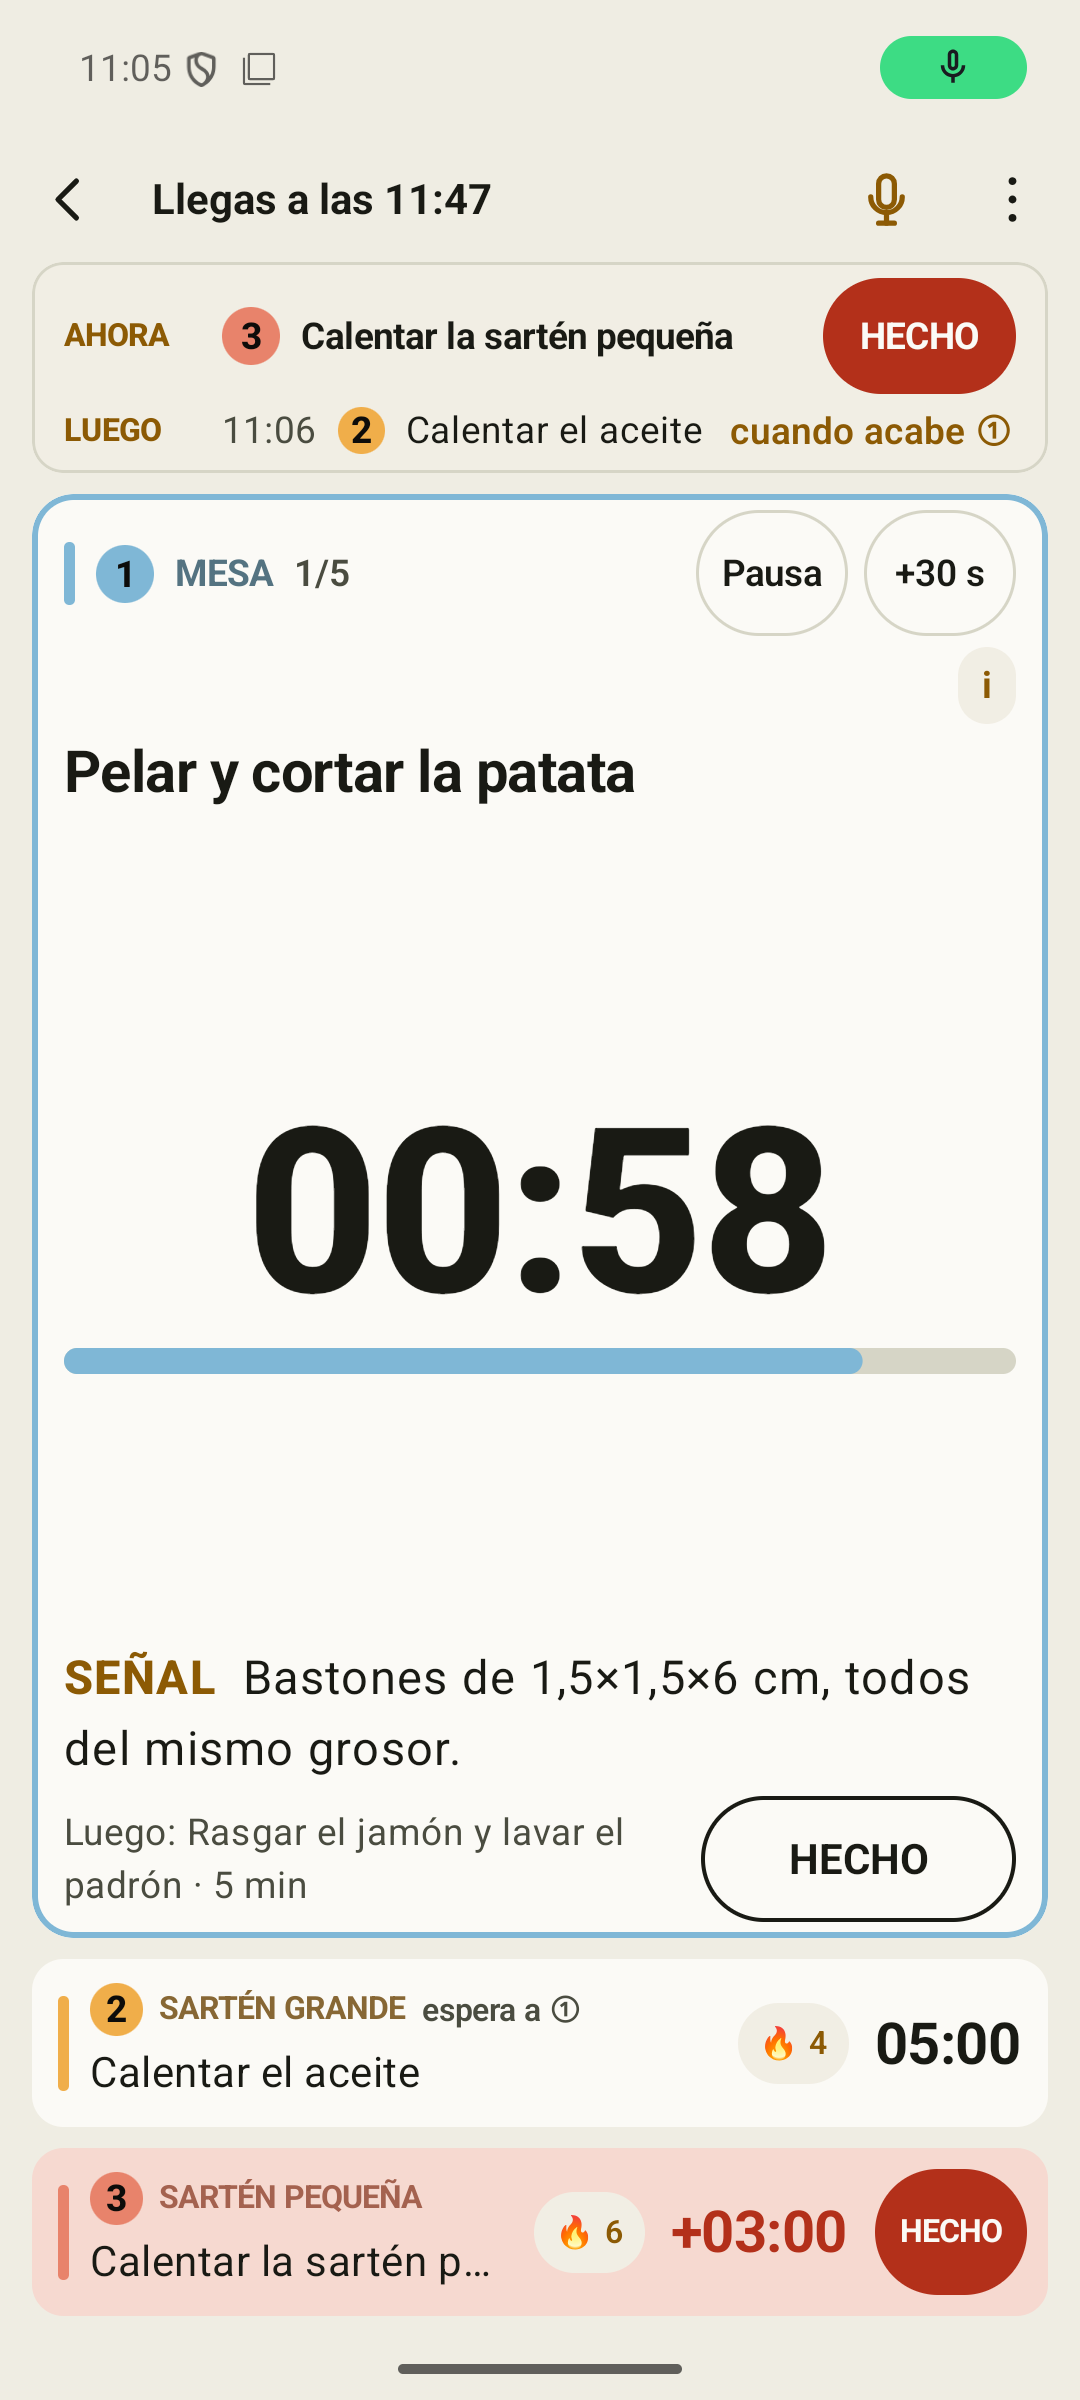 11:05
Llegas a las 11:47
AHORA 3 Calentar la sartén pequeña HECHO
LUEGO 11:06 2 Calentar el aceite cuando acabe ①
1 MESA 1/5 Pausa +30 s
i
Pelar y cortar la patata
00:58
SEÑAL Bastones de 1,5×1,5×6 cm, todos
del mismo grosor.
Luego: Rasgar el jamón y lavar el
padrón · 5 min
HECHO
2 SARTÉN GRANDE espera a ①
Calentar el aceite
🔥 4 05:00
3 SARTÉN PEQUEÑA
Calentar la sartén p...
🔥 6 +03:00 HECHO